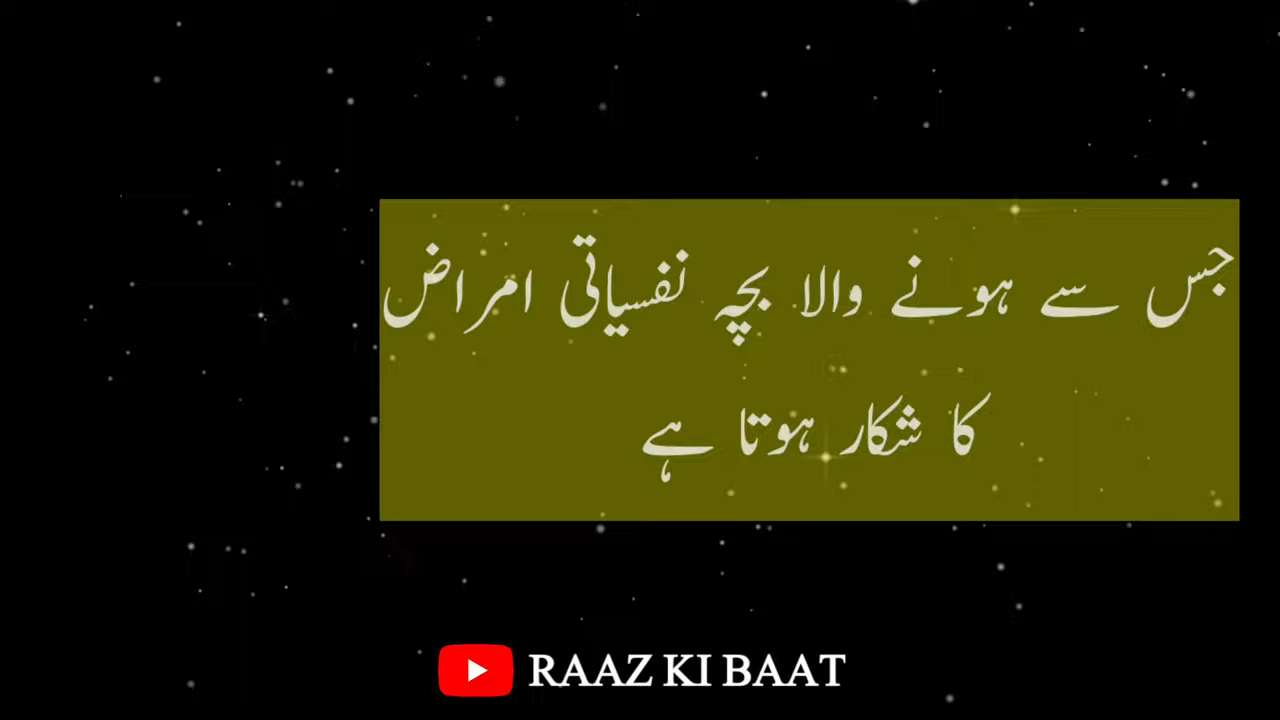 جس سے ہونے والا بچہ نفسیاتی امراض
کا شکار ہوتا ہے
RAAZ KI BAAT